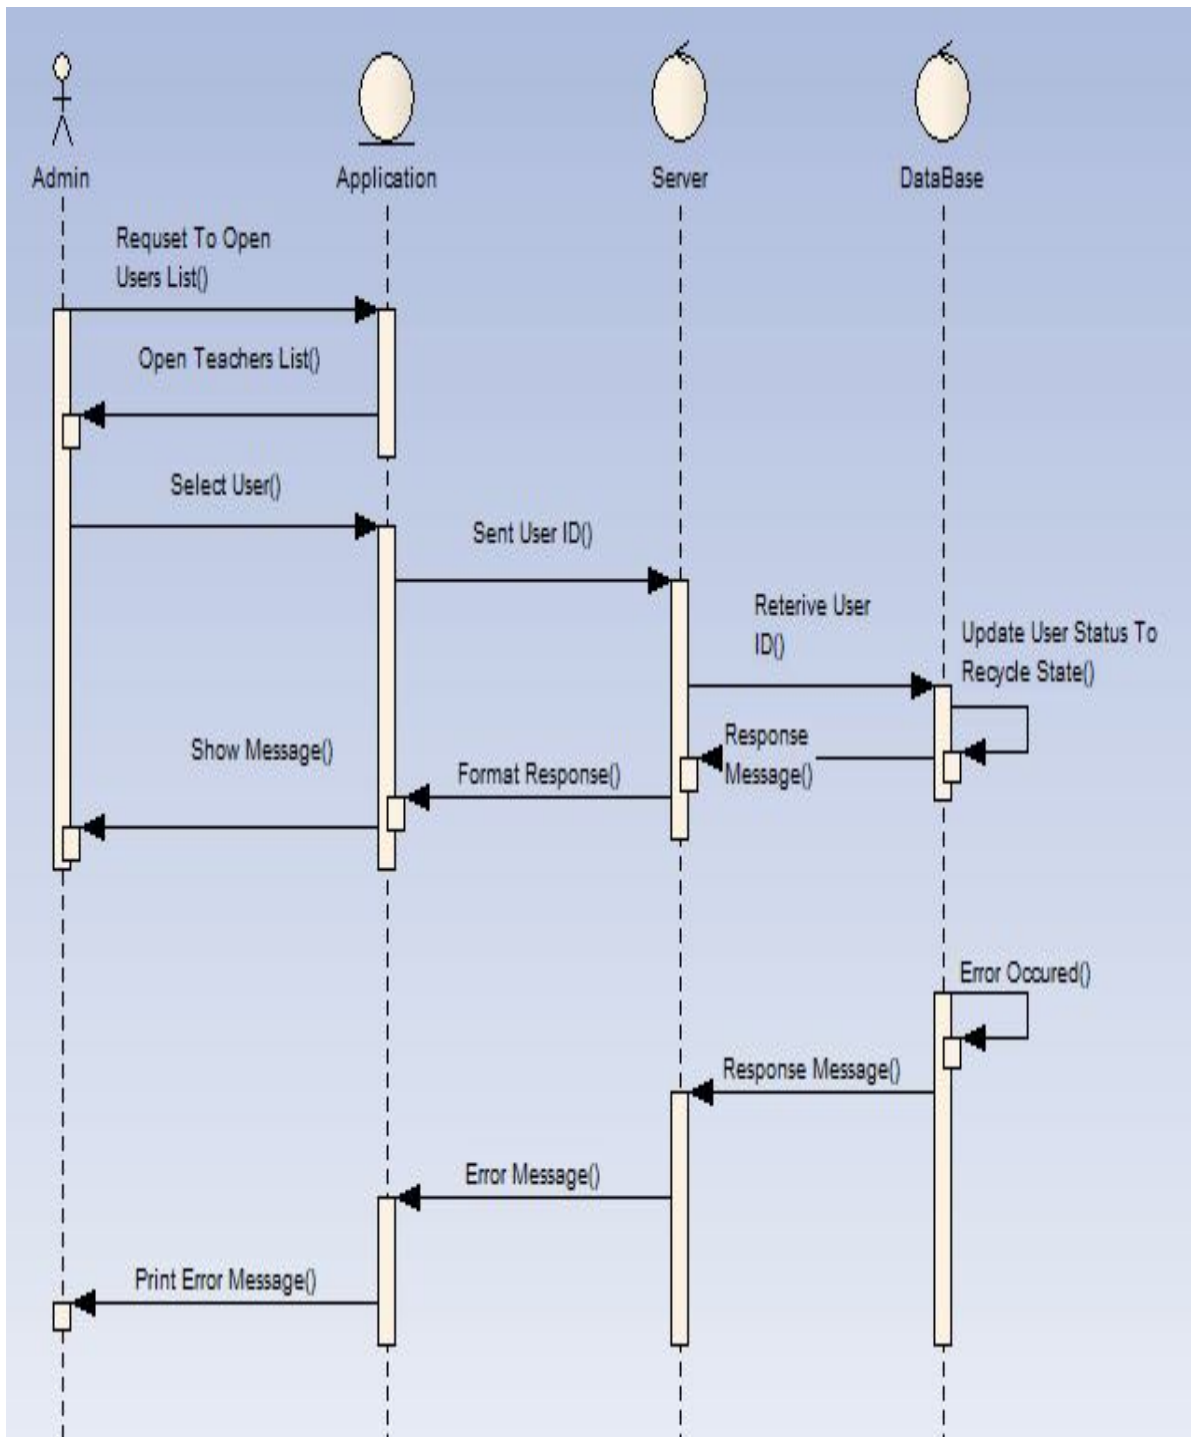 Admin
Application
Server
DataBase
Requset To Open
Users List()
Open Teachers List()
Select User()
Sent User ID()
Reterive User
ID()
Update User Status To
Recycle State()
Response
Message()
Show Message()
Format Response()
Error Occured()
Response Message()
Error Message()
Print Error Message()